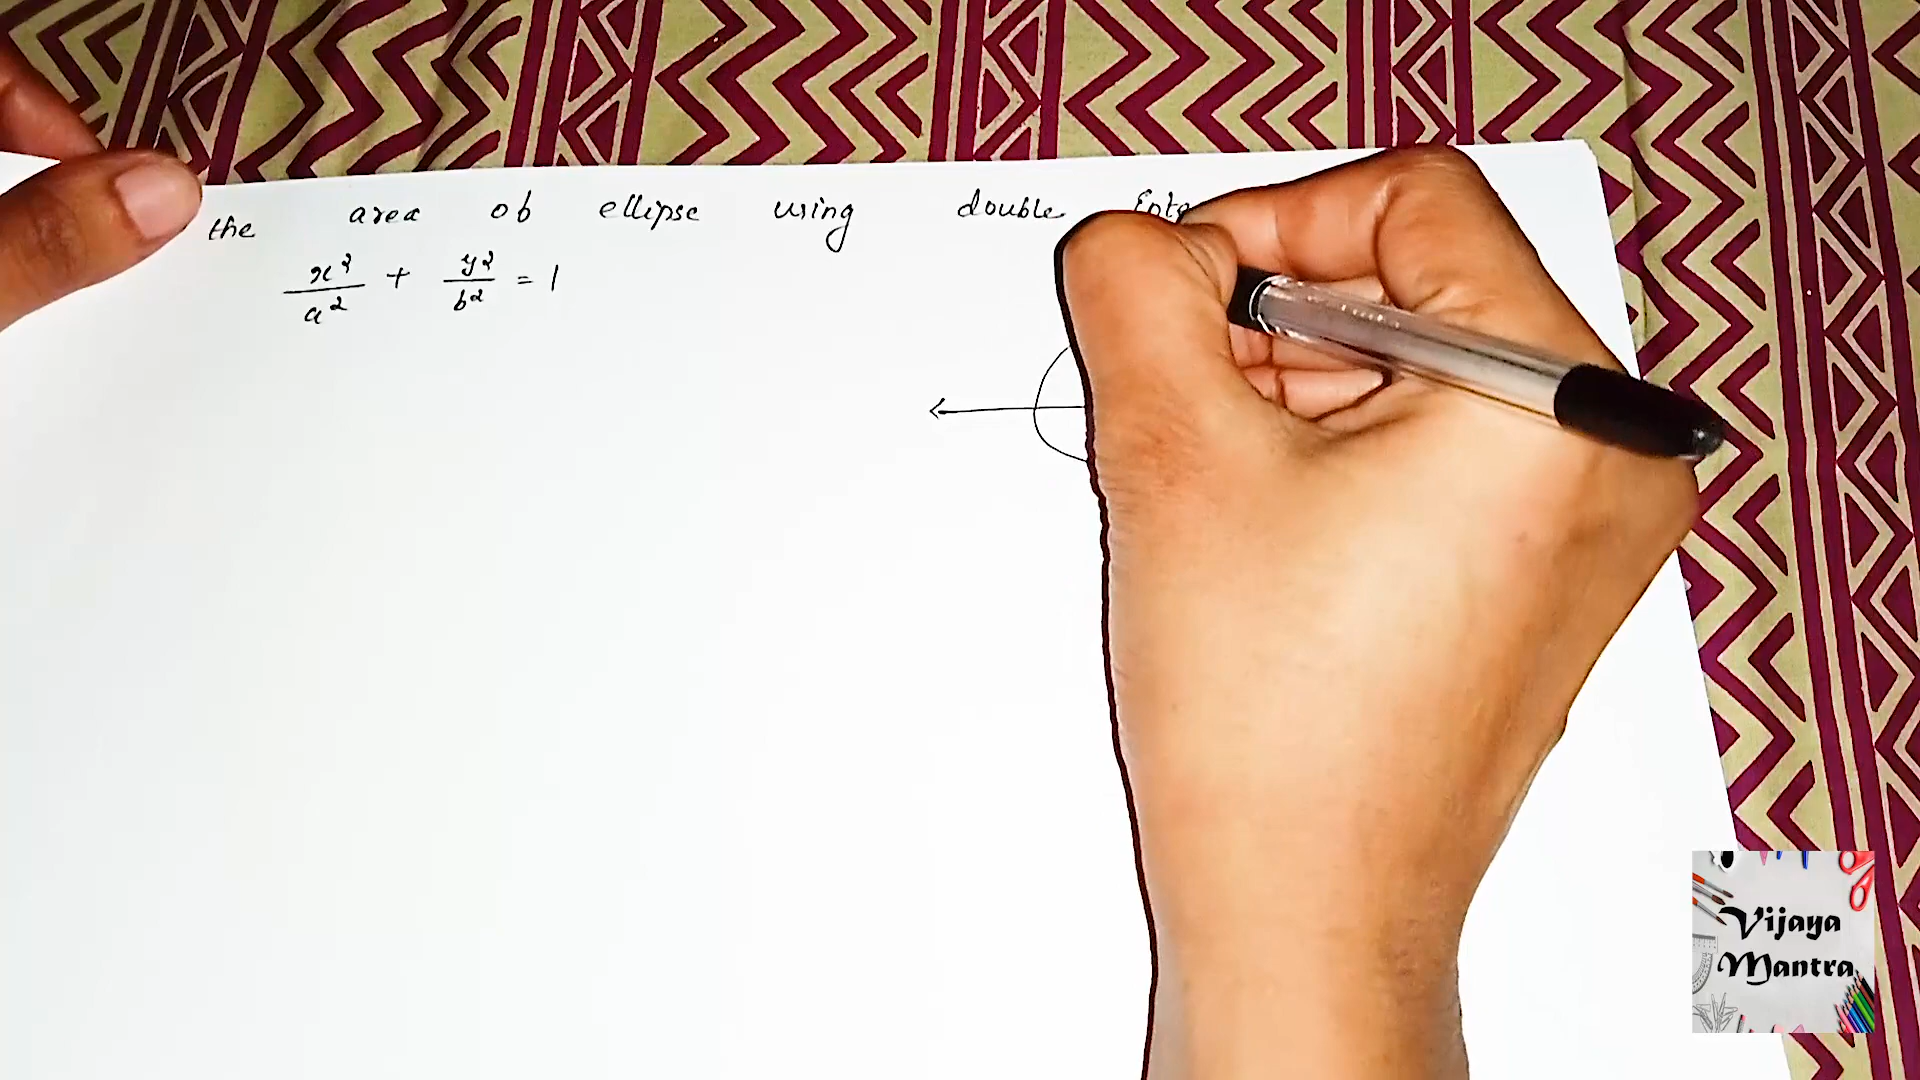 the area of ellipse using double
x²/a² + y²/b² = 1
Vijaya
Mantra